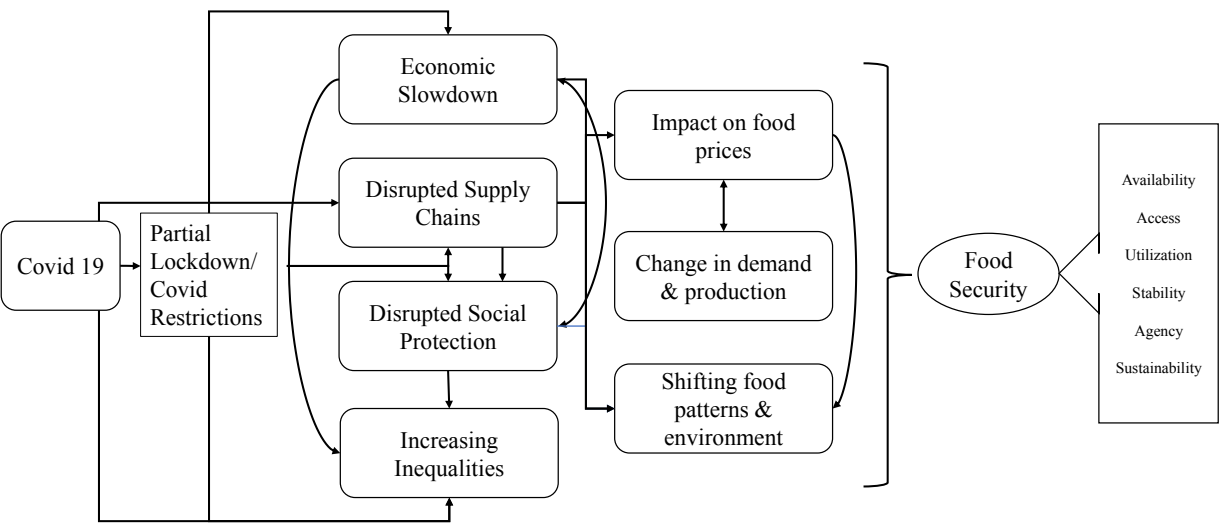 Covid 19
Partial
Lockdown/
Covid
Restrictions
Economic
Slowdown
Disrupted Supply
Chains
Disrupted Social
Protection
Increasing
Inequalities
Impact on food
prices
Change in demand
& production
Shifting food
patterns &
environment
Food
Security
Availability
Access
Utilization
Stability
Agency
Sustainability